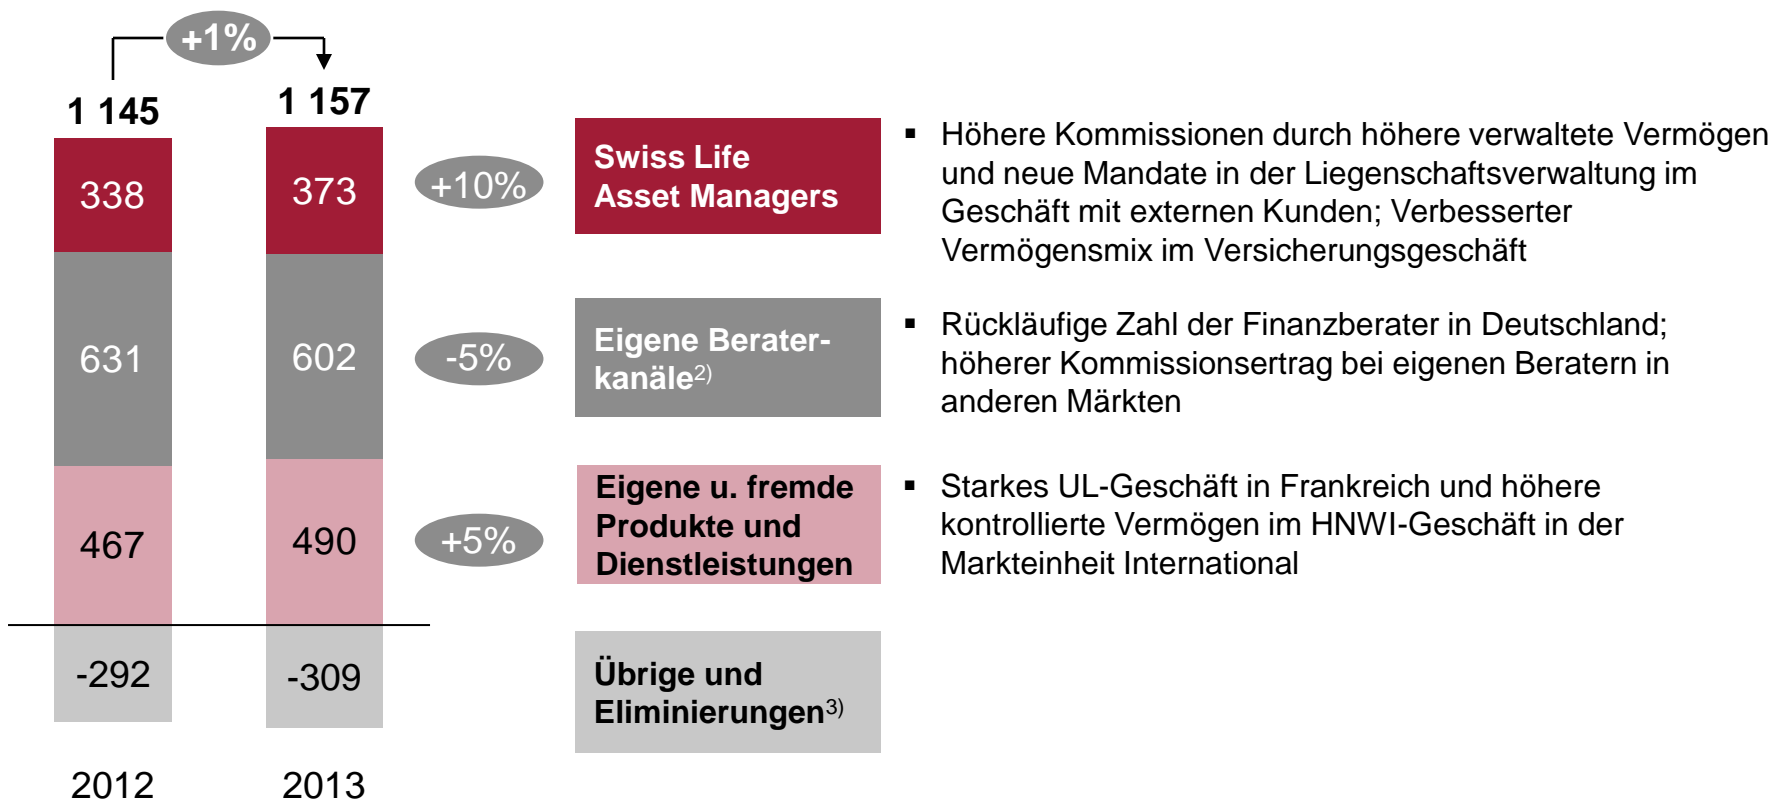 +1%
1 145
1 157
338
373
+10%
Swiss Life
Asset Managers
▪ Höhere Kommissionen durch höhere verwaltete Vermögen
und neue Mandate in der Liegenschaftsverwaltung im
Geschäft mit externen Kunden; Verbesserter
Vermögensmix im Versicherungsgeschäft
631
602
-5%
Eigene Berater-
kanäle2)
▪ Rückläufige Zahl der Finanzberater in Deutschland;
höherer Kommissionsertrag bei eigenen Beratern in
anderen Märkten
467
490
+5%
Eigene u. fremde
Produkte und
Dienstleistungen
▪ Starkes UL-Geschäft in Frankreich und höhere
kontrollierte Vermögen im HNWI-Geschäft in der
Markteinheit International
-292
-309
Übrige und
Eliminierungen3)
2012
2013